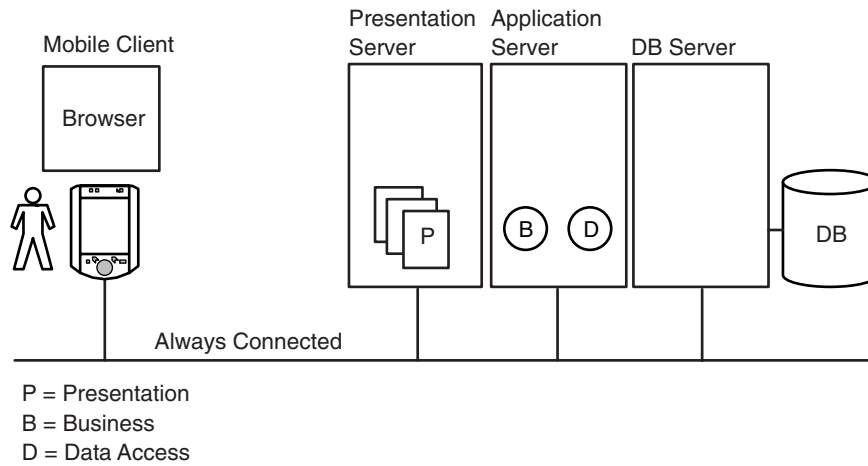 Mobile Client
Browser
Presentation
Server
Application
Server
DB Server
P
B
D
DB
Always Connected
P = Presentation
B = Business
D = Data Access